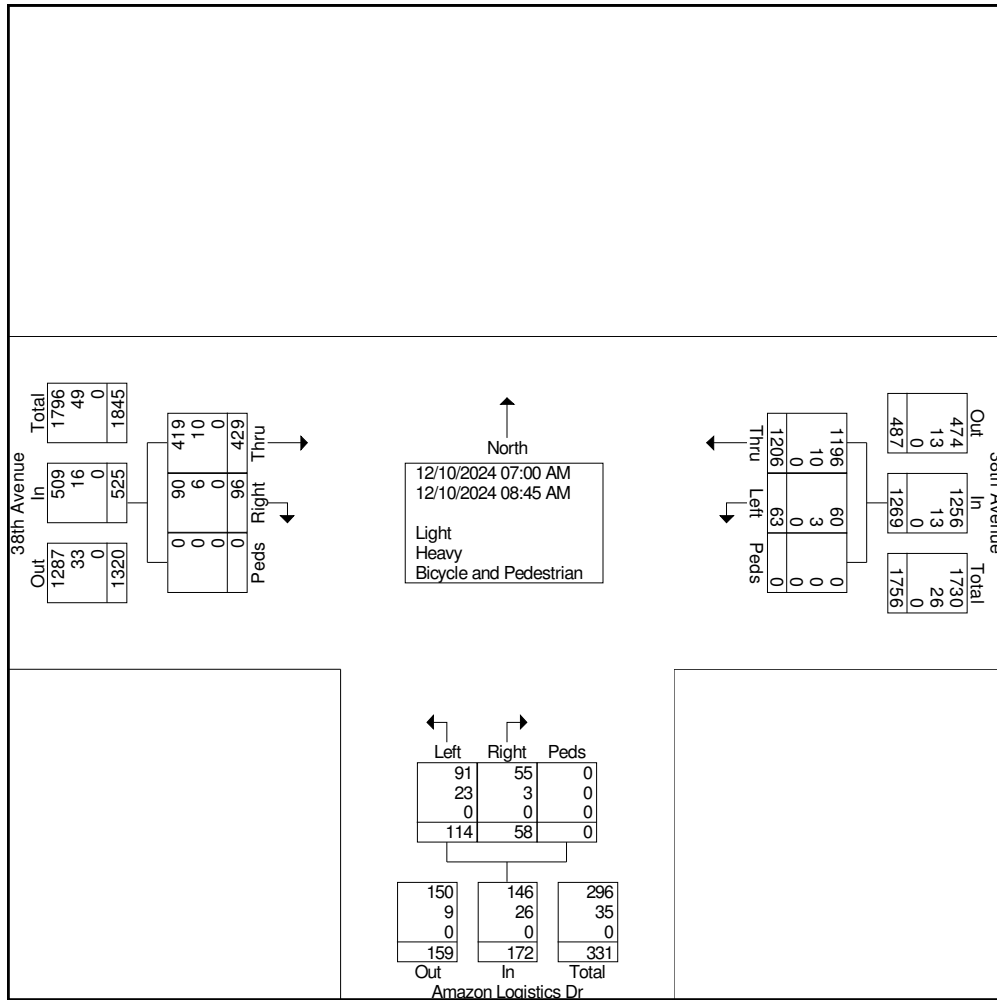 38th Avenue
Total
1796
49
0
1845
In
509
16
0
525
Out
1287
33
0
1320
419
10
0
429
Thru
90
6
0
96
Right
0
0
0
0
Peds
North
12/10/2024 07:00 AM
12/10/2024 08:45 AM
Light
Heavy
Bicycle and Pedestrian
Thru
1206
0
10
1196
Left
63
0
3
60
Peds
0
0
0
0
38th Avenue
Out
474
13
0
487
In
1256
13
0
1269
Total
1730
26
0
1756
Left Right Peds
91 55 0
23 3 0
0 0 0
114 58 0
150 146 296
9 26 35
0 0 0
159 172 331
Out In Total
Amazon Logistics Dr